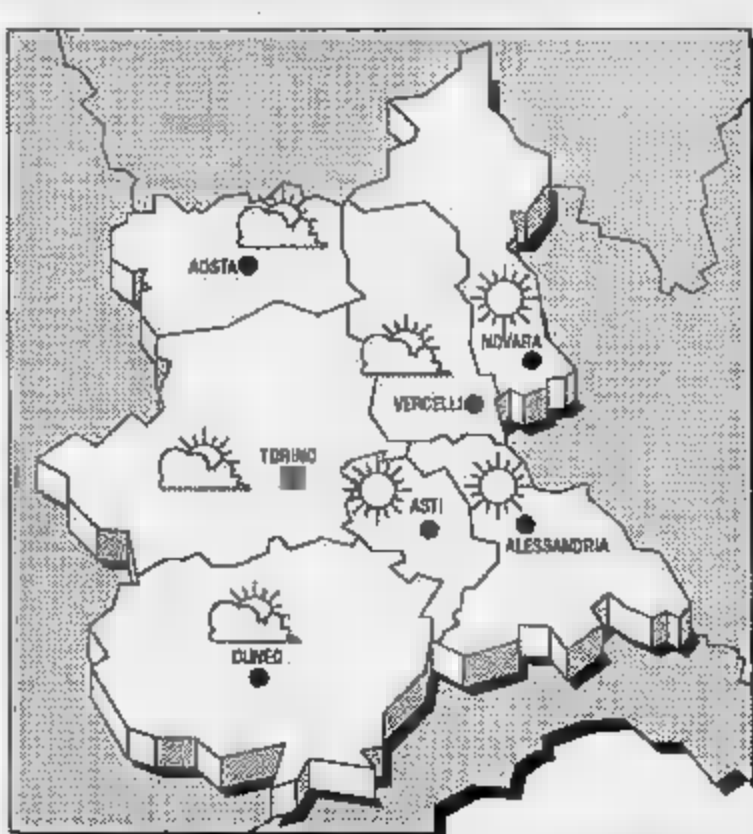 AOSTA
NOVARA
VERCELLI
TORINO
ASTI
ALESSANDRIA
CUNEO